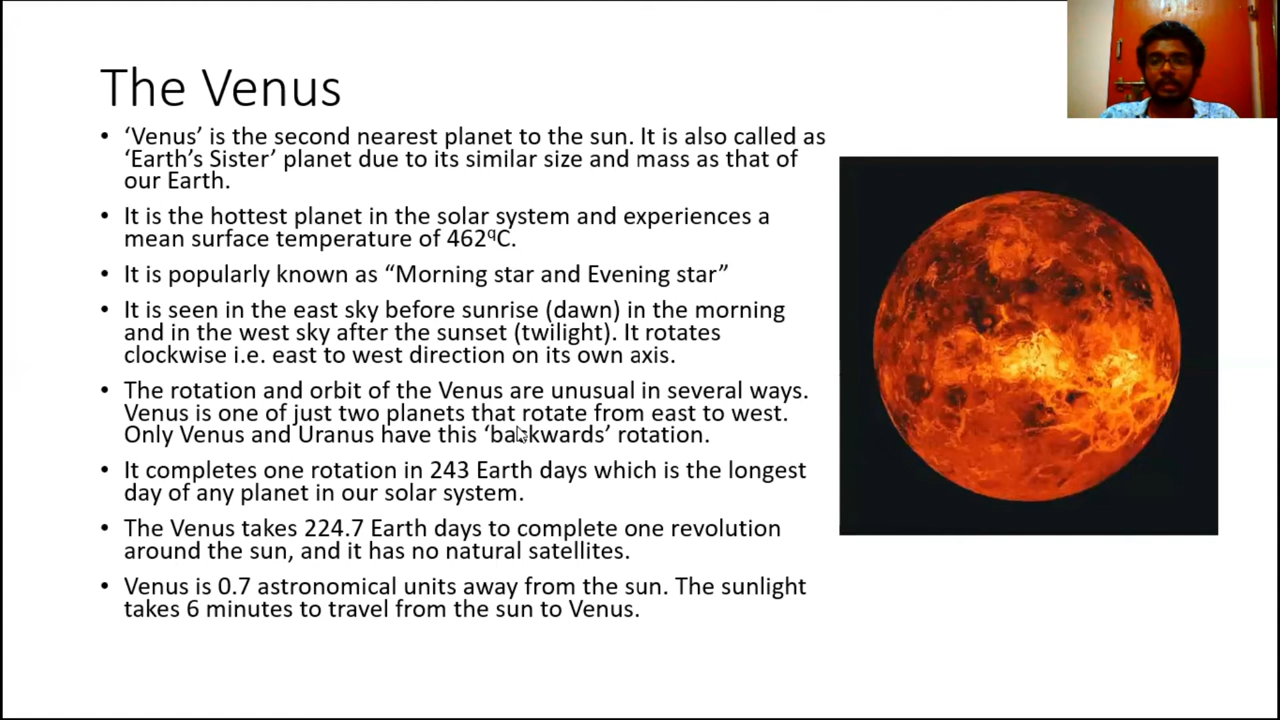 The Venus
• ‘Venus’ is the second nearest planet to the sun. It is also called as
‘Earth’s Sister’ planet due to its similar size and mass as that of
our Earth.
• It is the hottest planet in the solar system and experiences a
mean surface temperature of 462qC.
• It is popularly known as “Morning star and Evening star”
• It is seen in the east sky before sunrise (dawn) in the morning
and in the west sky after the sunset (twilight). It rotates
clockwise i.e. east to west direction on its own axis.
• The rotation and orbit of the Venus are unusual in several ways.
Venus is one of just two planets that rotate from east to west.
Only Venus and Uranus have this ‘backwards’ rotation.
• It completes one rotation in 243 Earth days which is the longest
day of any planet in our solar system.
• The Venus takes 224.7 Earth days to complete one revolution
around the sun, and it has no natural satellites.
• Venus is 0.7 astronomical units away from the sun. The sunlight
takes 6 minutes to travel from the sun to Venus.